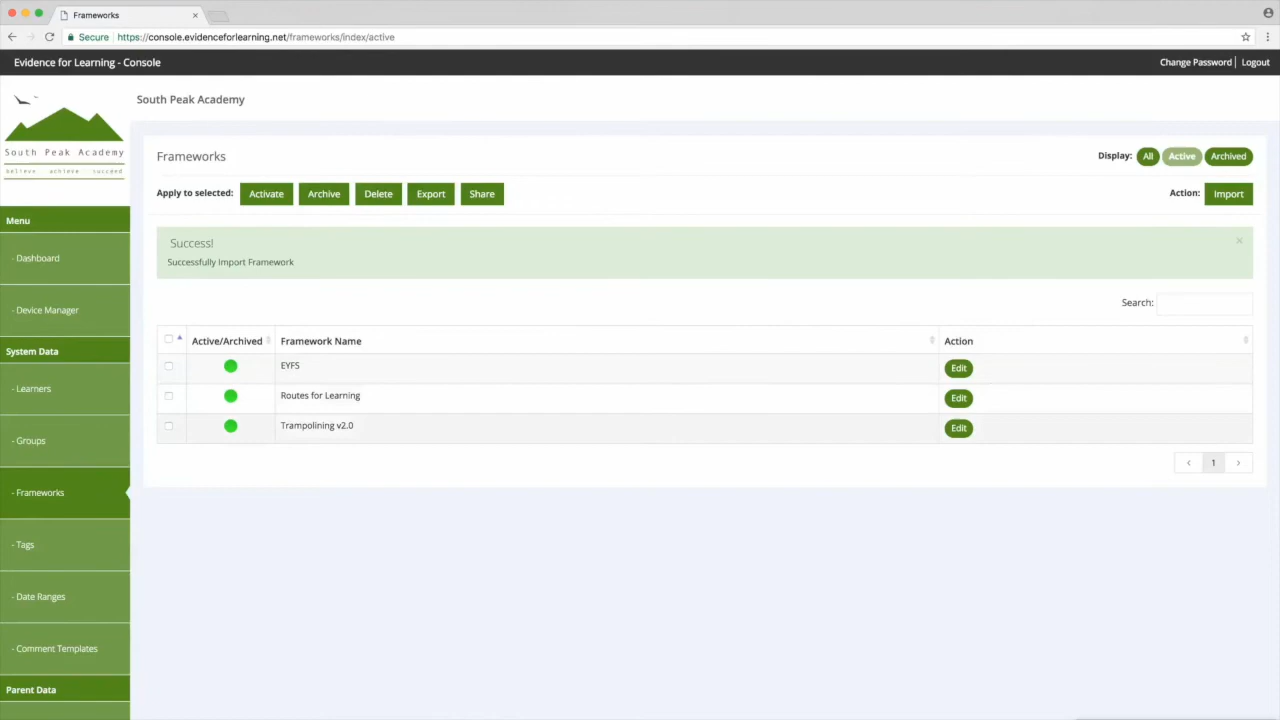 Frameworks
Secure https://console.evidenceforlearning.net/frameworks/index/active
Evidence for Learning - Console
Change Password | Logout
South Peak Academy
believe . achieve . succeed
South Peak Academy
Frameworks
Display: All Active Archived
Apply to selected: Activate Archive Delete Export Share
Action: Import
Success!
Successfully Import Framework
Search:
Active/Archived Framework Name Action
EYFS Edit
Routes for Learning Edit
Trampolining v2.0 Edit
1
Menu
- Dashboard
- Device Manager
System Data
- Learners
- Groups
- Frameworks
- Tags
- Date Ranges
- Comment Templates
Parent Data